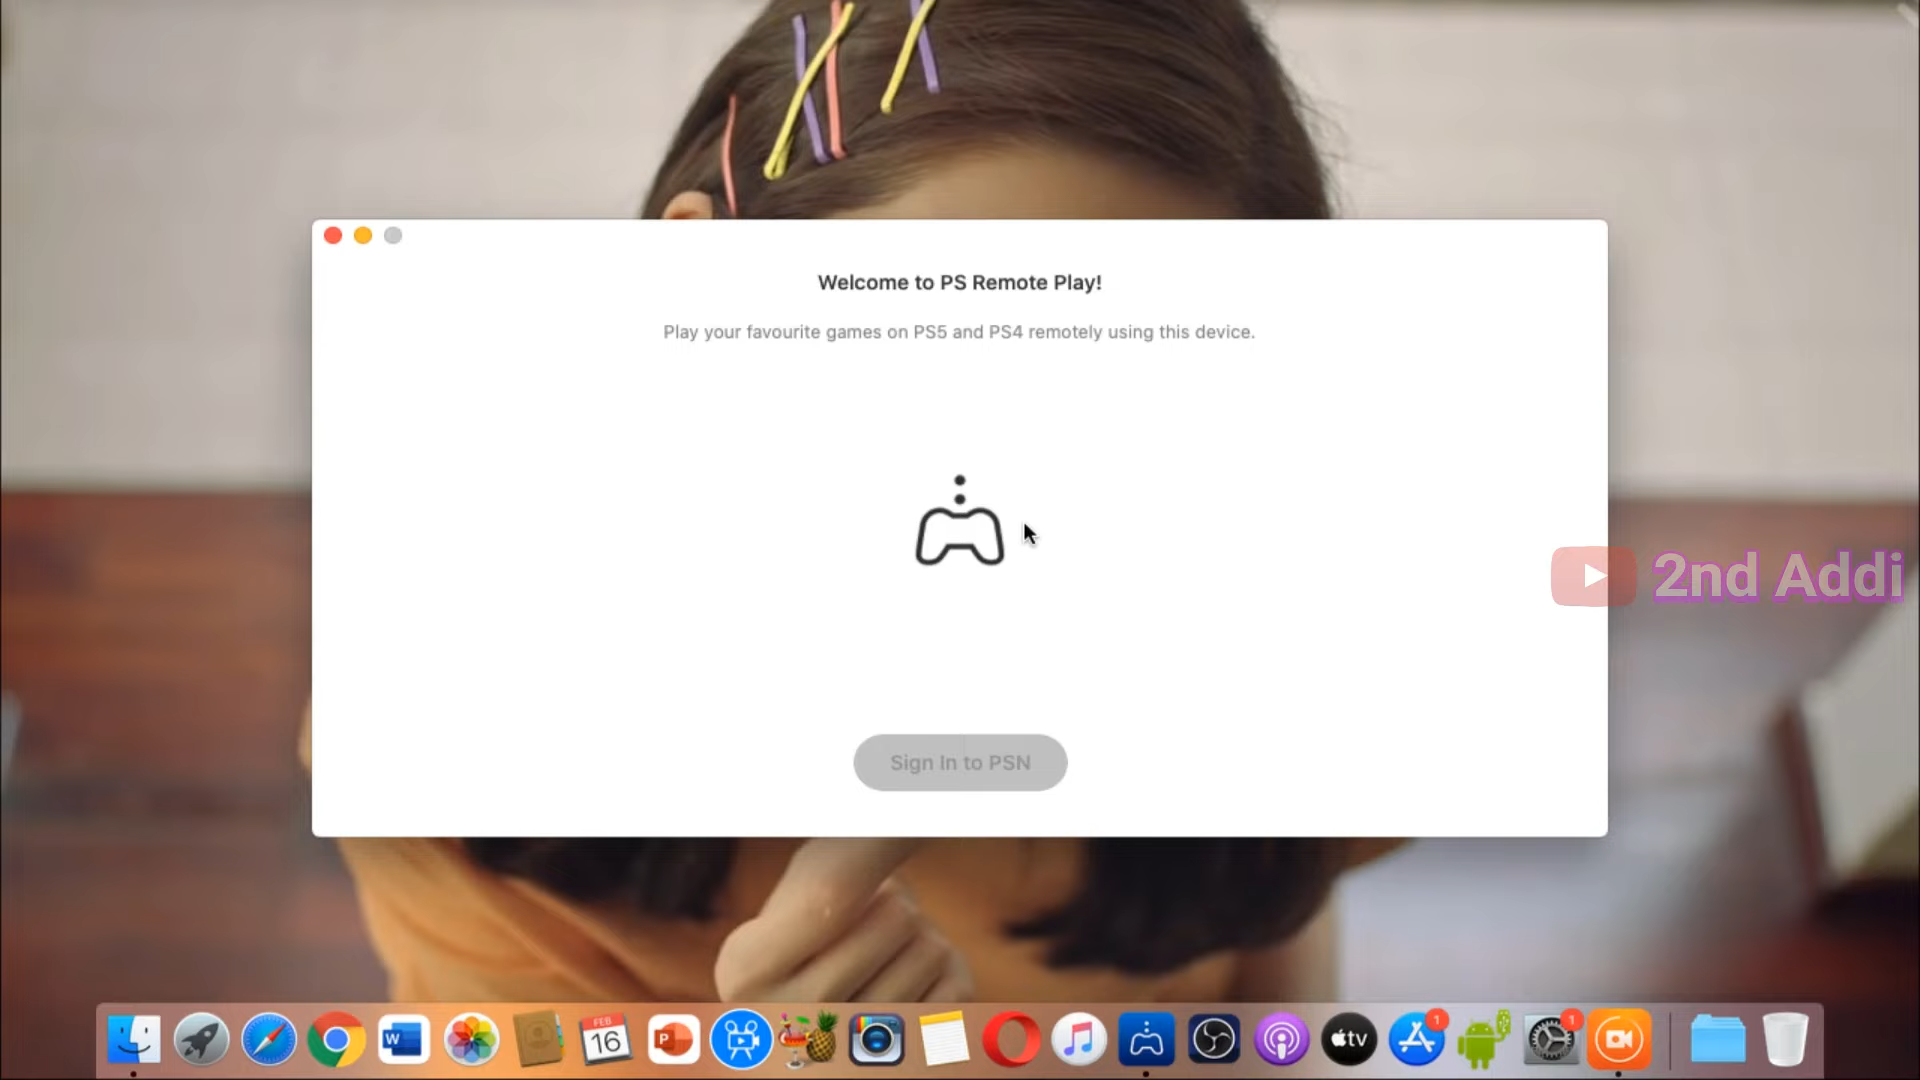 Welcome to PS Remote Play!
Play your favourite games on PS5 and PS4 remotely using this device.
2nd Addi
Sign In to PSN
FEB
16
W
P
tv
1
1